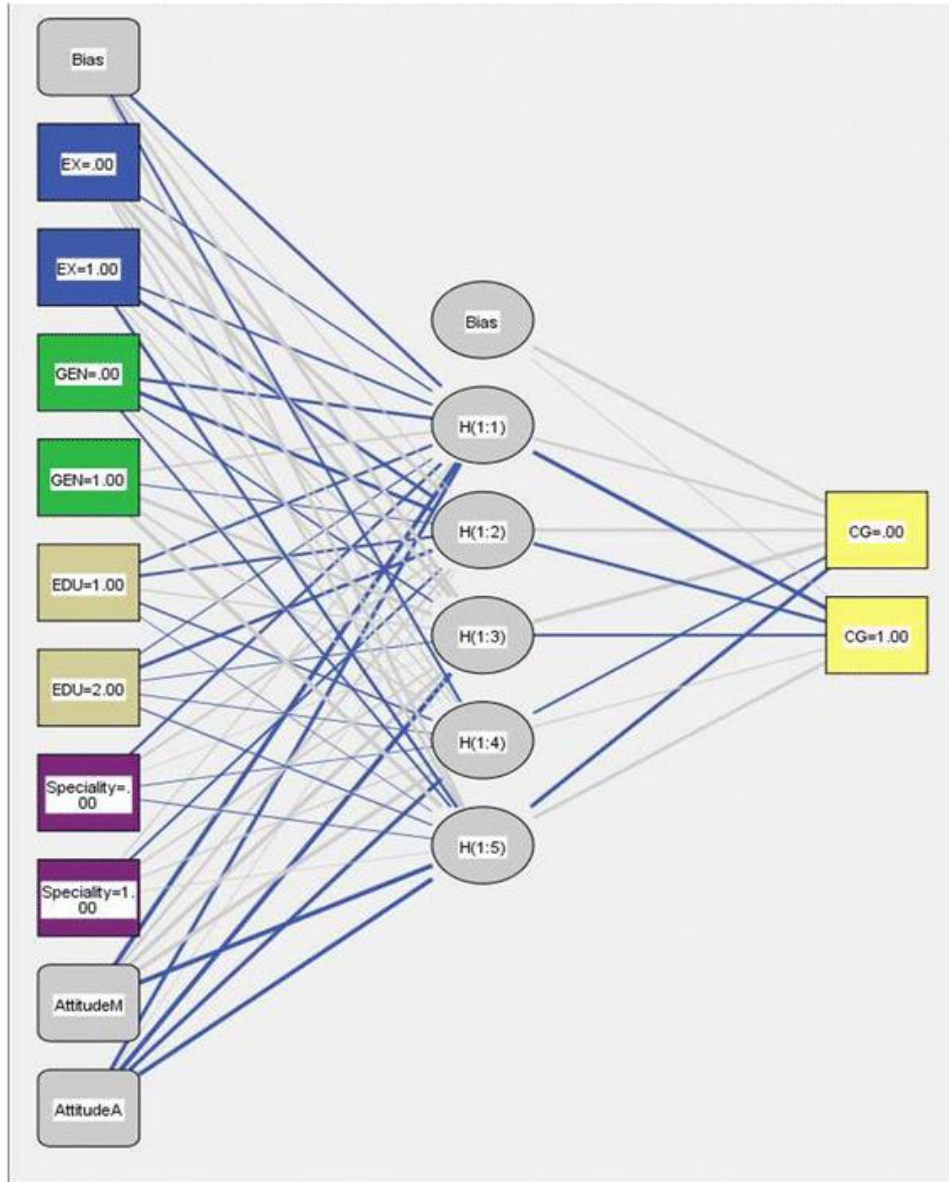 Bias
EX=.00
EX=1.00
GEN=.00
GEN=1.00
EDU=1.00
EDU=2.00
Speciality=.
00
Speciality=1.
00
AttitudeM
AttitudeA
Bias
H(1:1)
H(1:2)
H(1:3)
H(1:4)
H(1:5)
CG=.00
CG=1.00